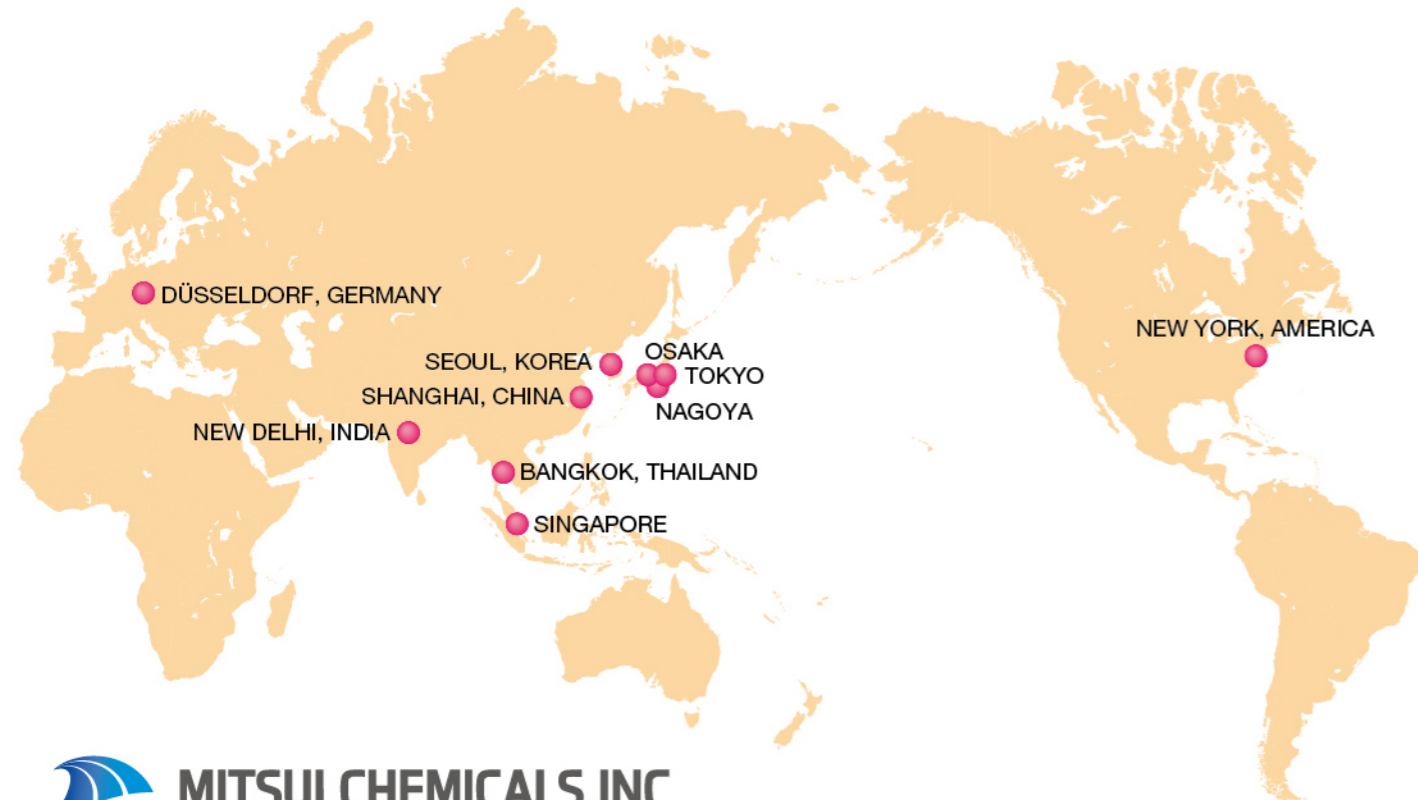 DÜSSELDORF, GERMANY
NEW YORK, AMERICA
OSAKA
SEOUL, KOREA
TOKYO
SHANGHAI, CHINA
NAGOYA
NEW DELHI, INDIA
BANGKOK, THAILAND
SINGAPORE
MITSUI CHEMICALS, INC.